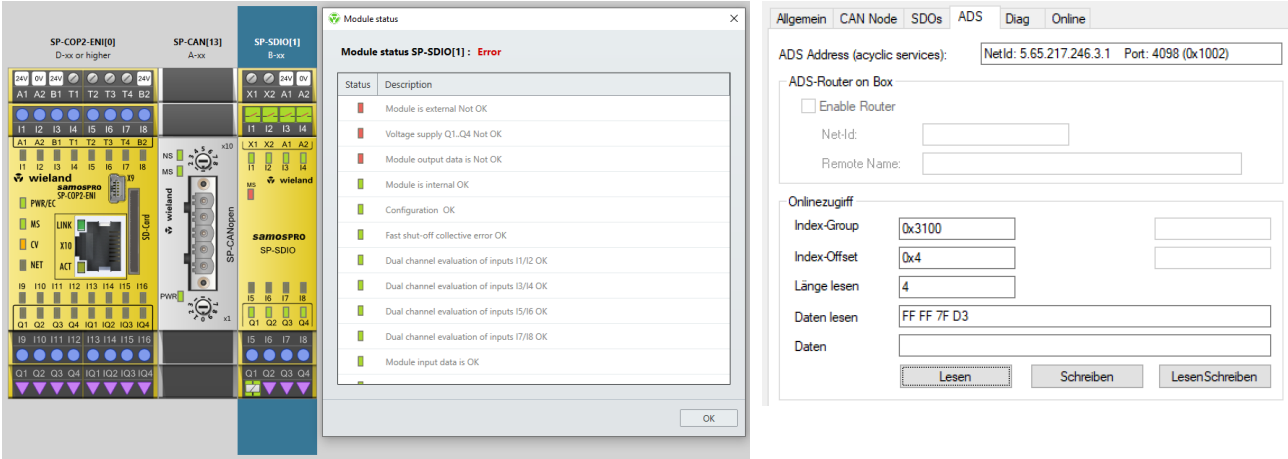 SP-COP2-ENI[0]
D-xx or higher
SP-CAN[13]
A-xx
SP-SDIO[1]
B-xx
24V 0V 24V 24V
A1 A2 B1 T1 T2 T3 T4 B2
I1 I2 I3 I4 I5 I6 I7 I8
A1 A2 B1 T1 T2 T3 T4 B2
I1 I2 I3 I4 I5 I6 I7 I8
wieland
samosPRO
SP-COP2-ENI
X9
PWR/EC
MS
CV
NET
LINK
X10
ACT
SD-Card
I9 I10 I11 I12 I13 I14 I15 I16
Q1 Q2 Q3 Q4 IQ1 IQ2 IQ3 IQ4
I9 I10 I11 I12 I13 I14 I15 I16
Q1 Q2 Q3 Q4 IQ1 IQ2 IQ3 IQ4
NS
MS
x10
wieland
SP-CANopen
PWR
x1
24V 0V
X1 X2 A1 A2
I1 I2 I3 I4
X1 X2 A1 A2
I1 I2 I3 I4
MS
wieland
samosPRO
SP-SDIO
I5 I6 I7 I8
Q1 Q2 Q3 Q4
I5 I6 I7 I8
Q1 Q2 Q3 Q4
Module status
Module status SP-SDIO[1] : Error
Status Description
Module is external Not OK
Voltage supply Q1..Q4 Not OK
Module output data is Not OK
Module is internal OK
Configuration OK
Fast shut-off collective error OK
Dual channel evaluation of inputs I1/I2 OK
Dual channel evaluation of inputs I3/I4 OK
Dual channel evaluation of inputs I5/I6 OK
Dual channel evaluation of inputs I7/I8 OK
Module input data is OK
OK
Allgemein CAN Node SDOs ADS Diag Online
ADS Address (acyclic services): NetId: 5.65.217.246.3.1 Port: 4098 (0x1002)
ADS-Router on Box
Enable Router
Net-Id:
Remote Name:
Onlinezugiff
Index-Group 0x3100
Index-Offset 0x4
Länge lesen 4
Daten lesen FF FF 7F D3
Daten
Lesen Schreiben LesenSchreiben